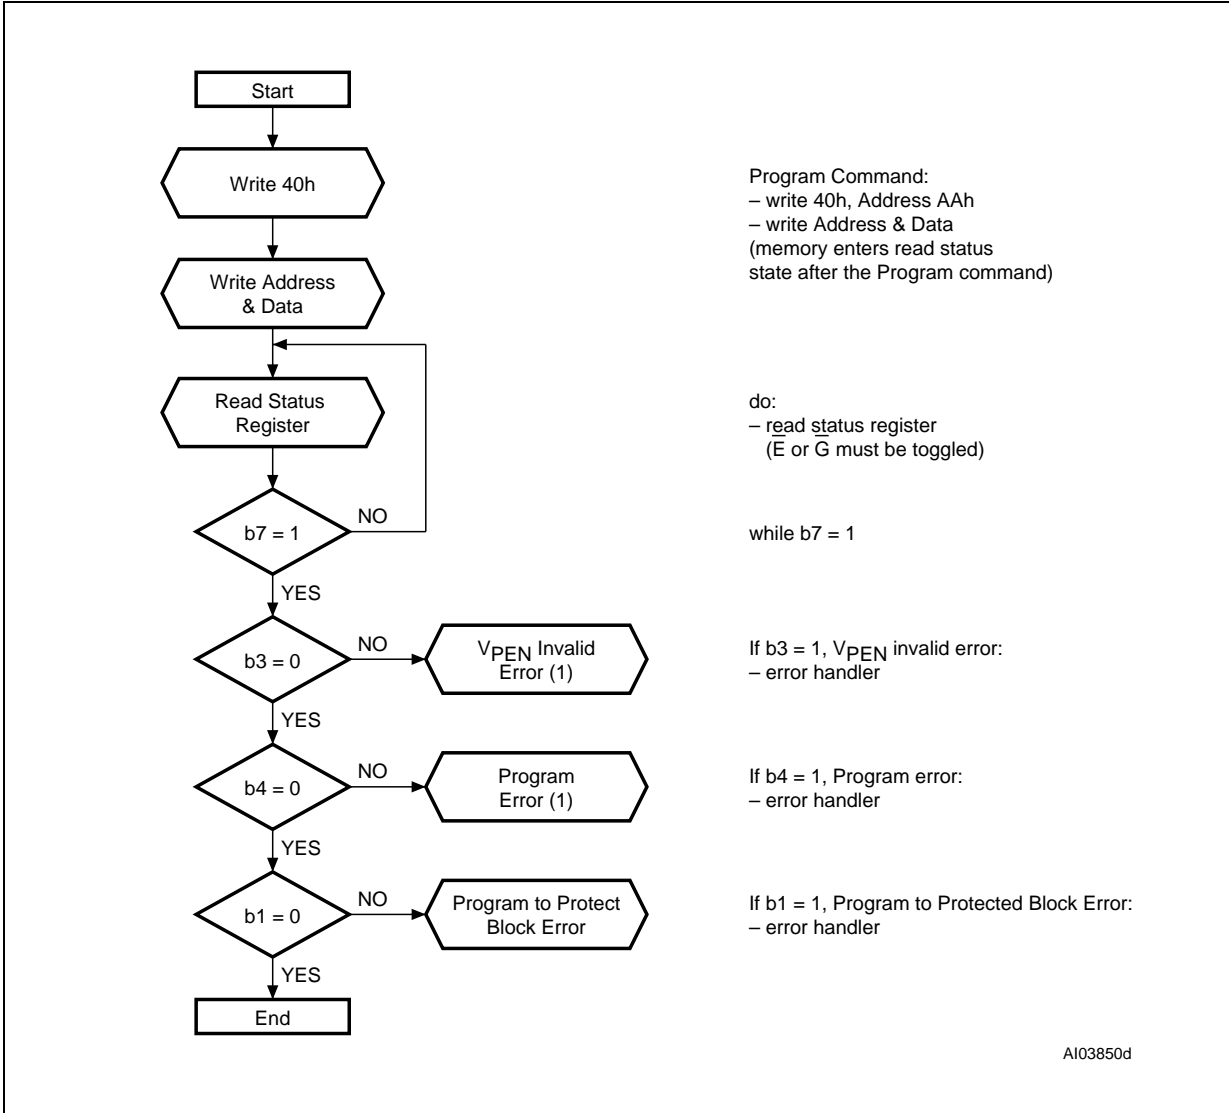 Start
Write 40h
Program Command:
– write 40h, Address AAh
– write Address & Data
(memory enters read status
state after the Program command)
Write Address
& Data
Read Status
Register
do:
– read status register
(E̅ or G̅ must be toggled)
NO
b7 = 1
while b7 = 1
YES
NO
b3 = 0
VPEN Invalid
Error (1)
If b3 = 1, VPEN invalid error:
– error handler
YES
NO
b4 = 0
Program
Error (1)
If b4 = 1, Program error:
– error handler
YES
NO
b1 = 0
Program to Protect
Block Error
If b1 = 1, Program to Protected Block Error:
– error handler
YES
End
AI03850d